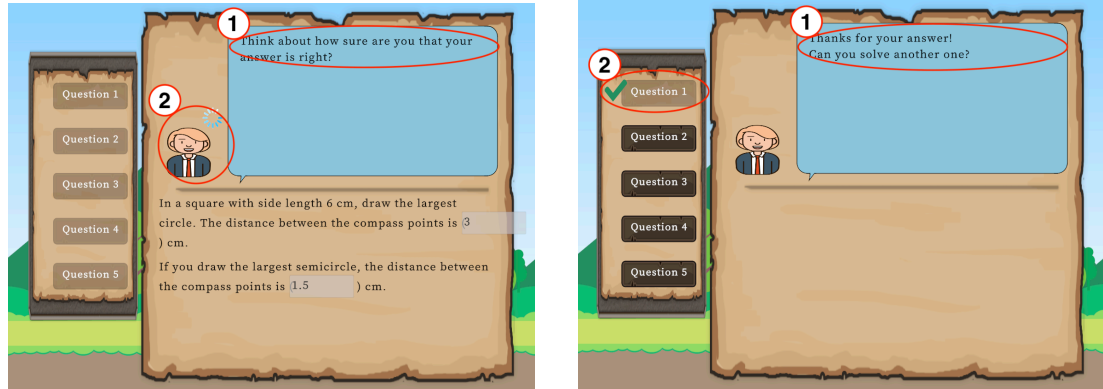 1
Think about how sure are you that your
answer is right?
2
Question 1
Question 2
Question 3
Question 4
Question 5
In a square with side length 6 cm, draw the largest
circle. The distance between the compass points is (3
) cm.
If you draw the largest semicircle, the distance between
the compass points is (1.5 ) cm.
1
Thanks for your answer!
Can you solve another one?
2
Question 1
Question 2
Question 3
Question 4
Question 5